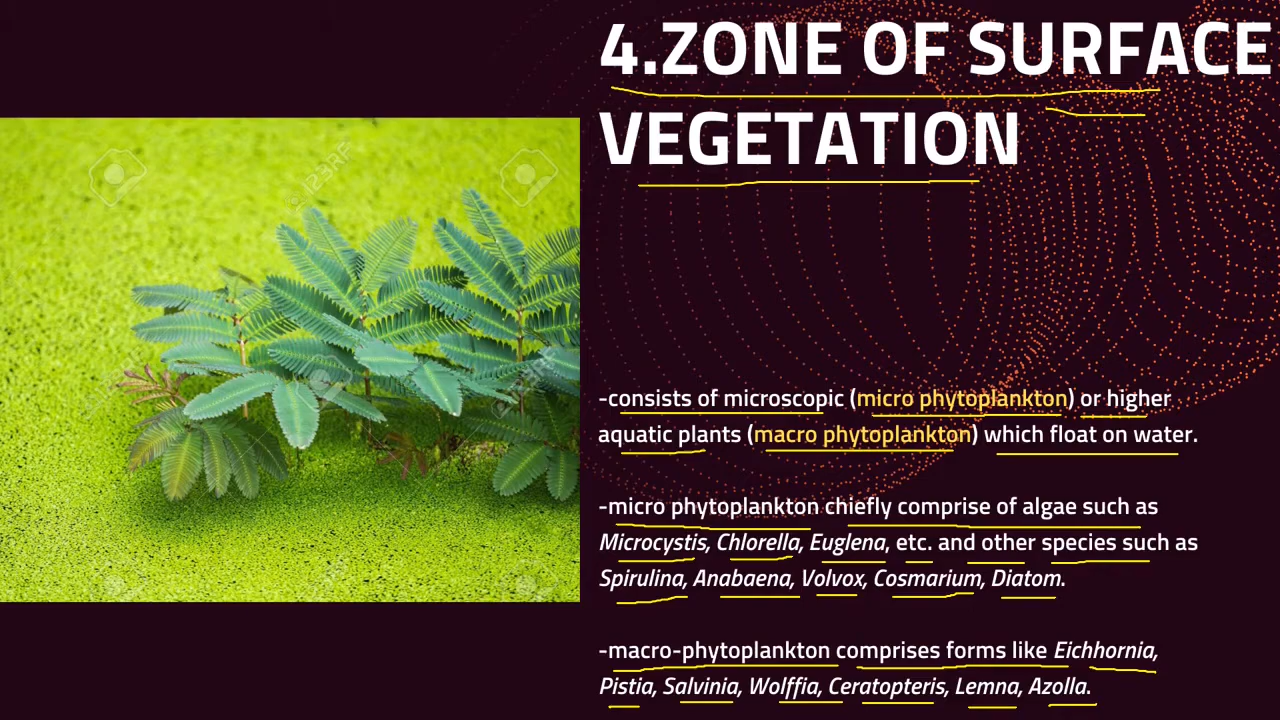 4.ZONE OF SURFACE
VEGETATION
123RF
-consists of microscopic (micro phytoplankton) or higher
aquatic plants (macro phytoplankton) which float on water.
-micro phytoplankton chiefly comprise of algae such as
Microcystis, Chlorella, Euglena, etc. and other species such as
Spirulina, Anabaena, Volvox, Cosmarium, Diatom.
-macro-phytoplankton comprises forms like Eichhornia,
Pistia, Salvinia, Wolffia, Ceratopteris, Lemna, Azolla.